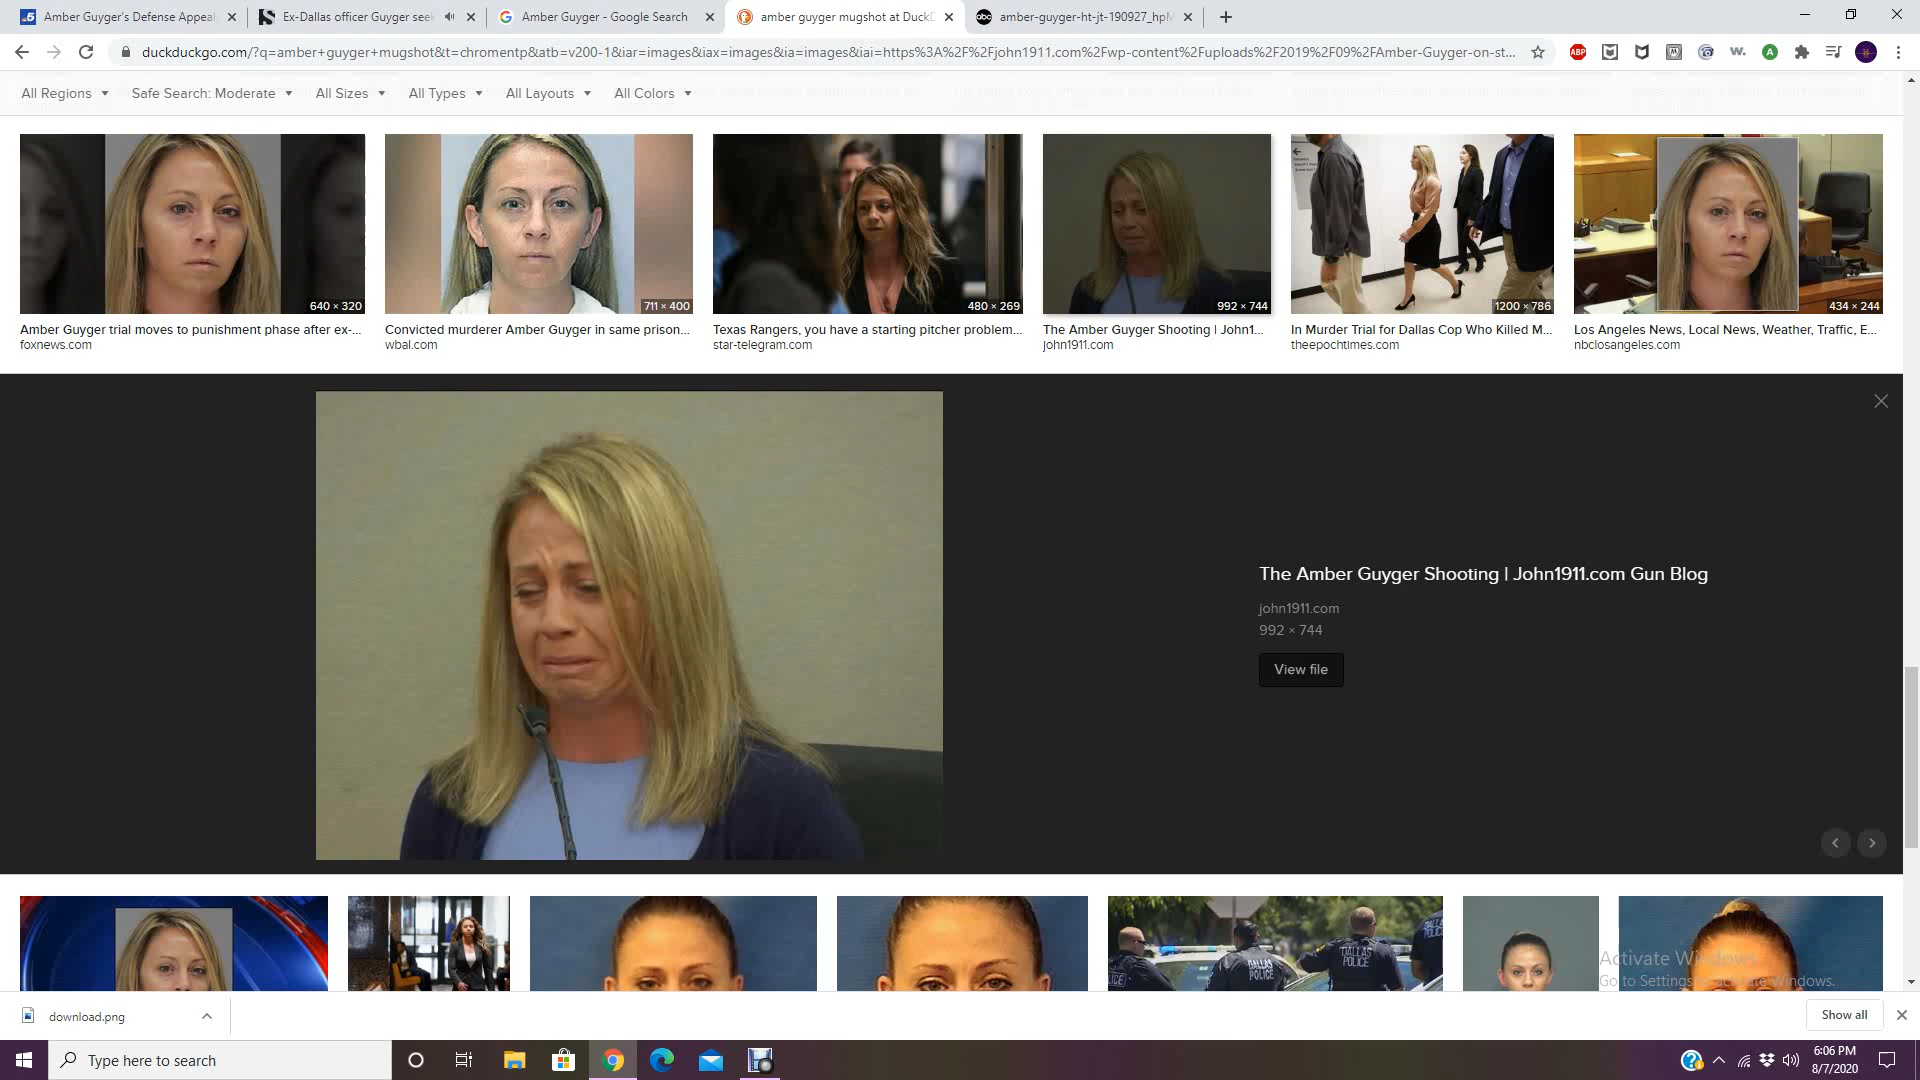 Amber Guyger's Defense Appeal
Ex-Dallas officer Guyger seek
Amber Guyger - Google Search
amber guyger mugshot at DuckD
amber-guyger-ht-jt-190927_hpM
duckduckgo.com/?q=amber+guyger+mugshot&t=chromentp&atb=v200-1&iar=images&iax=images&ia=images&iai=https%3A%2F%2Fjohn1911.com%2Fwp-content%2Fuploads%2F2019%2F09%2FAmber-Guyger-on-st...
ABP
w.
A
All Regions
Safe Search: Moderate
All Sizes
All Types
All Layouts
All Colors
640 × 320
711 × 400
480 × 269
992 × 744
1200 × 786
434 × 244
Amber Guyger trial moves to punishment phase after ex-...
foxnews.com
Convicted murderer Amber Guyger in same prison...
wbal.com
Texas Rangers, you have a starting pitcher problem...
star-telegram.com
The Amber Guyger Shooting | John1...
john1911.com
In Murder Trial for Dallas Cop Who Killed M...
theepochtimes.com
Los Angeles News, Local News, Weather, Traffic, E...
nbclosangeles.com
The Amber Guyger Shooting | John1911.com Gun Blog
john1911.com
992 × 744
View file
DALLAS
POLICE
DALLAS
POLICE
Activate Windows
Go to Settings to activate Windows.
download.png
Show all
Type here to search
6:06 PM
8/7/2020